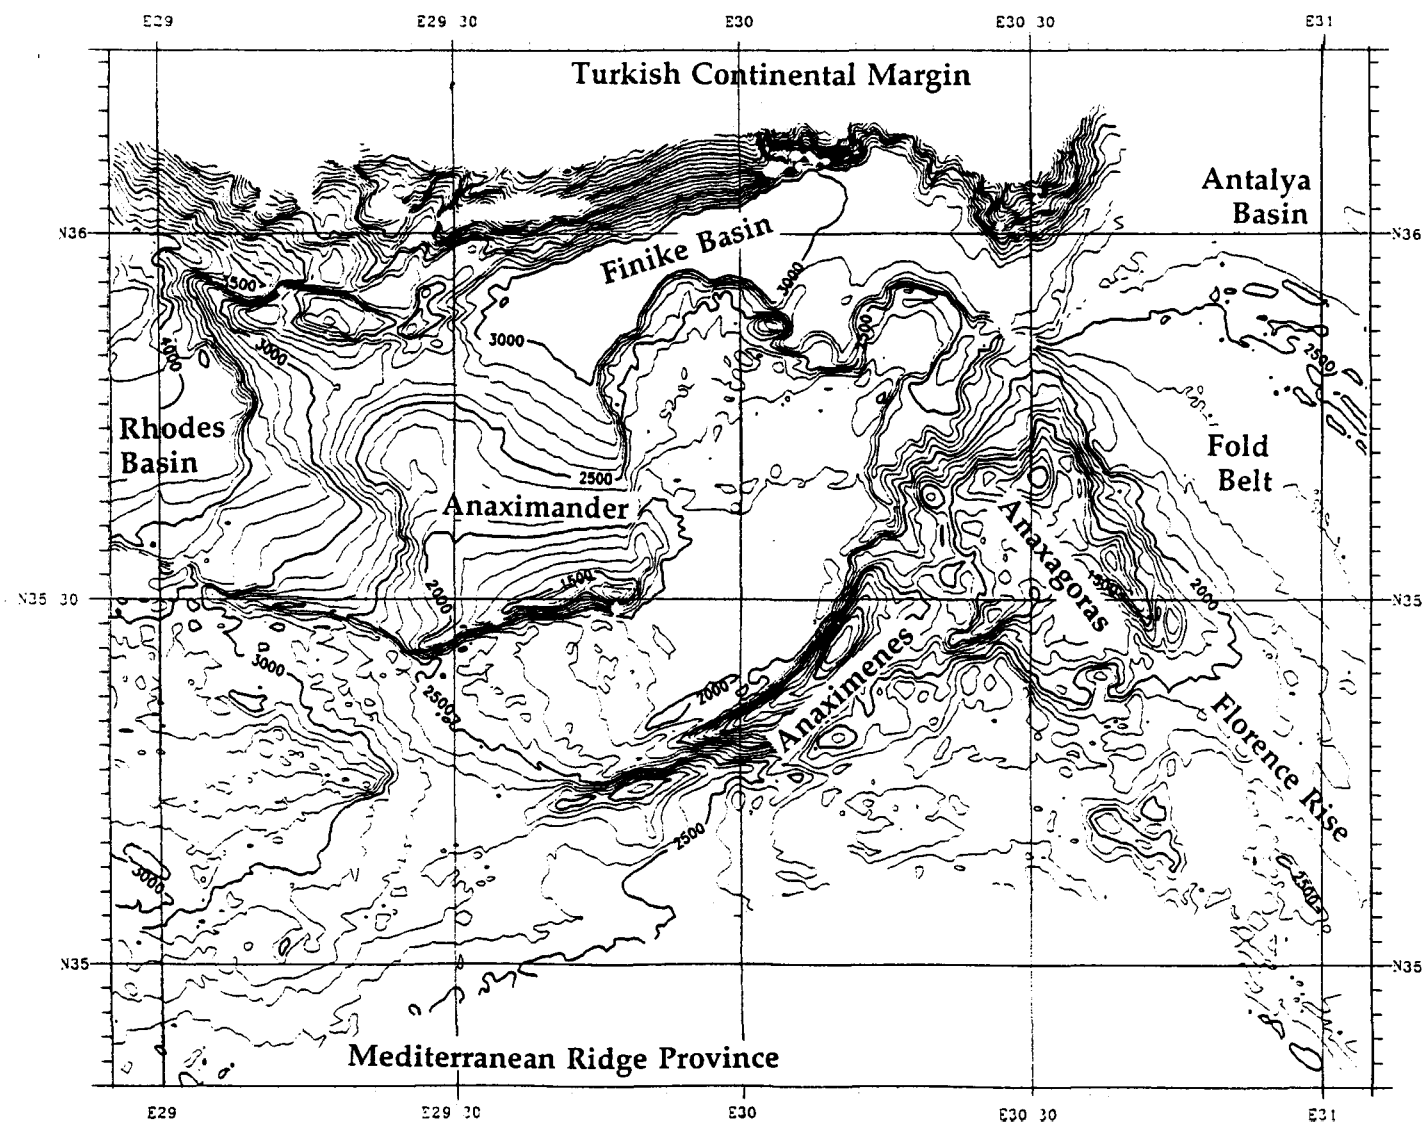 E29 E29 30 E30 E30 30 E31
Turkish Continental Margin
Antalya
Basin
N36 N36
Finike Basin
500
3000
3000
3000
2500
4000
2500
Rhodes
Basin
Fold
Belt
2500
Anaximander
Anaxagoras
1500
1500
2000
2000
N35 30 N35
Anaximenes
3000
2500
2000
Florence Rise
2500
3000
2500
N35 N35
Mediterranean Ridge Province
E29 E29 30 E30 E30 30 E31